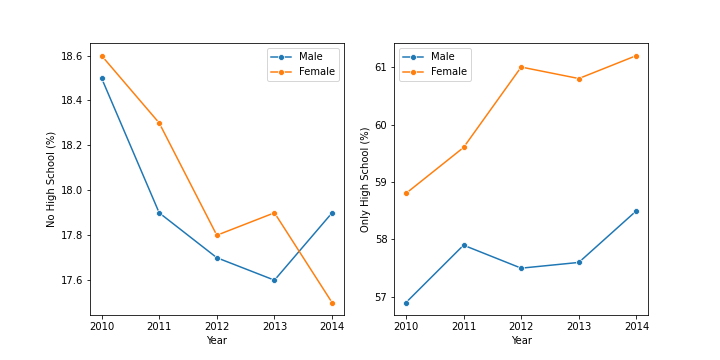 No High School (%)
18.6
18.4
18.2
18.0
17.8
17.6
Male
Female
2010 2011 2012 2013 2014
Year
Only High School (%)
61
60
59
58
57
Male
Female
2010 2011 2012 2013 2014
Year